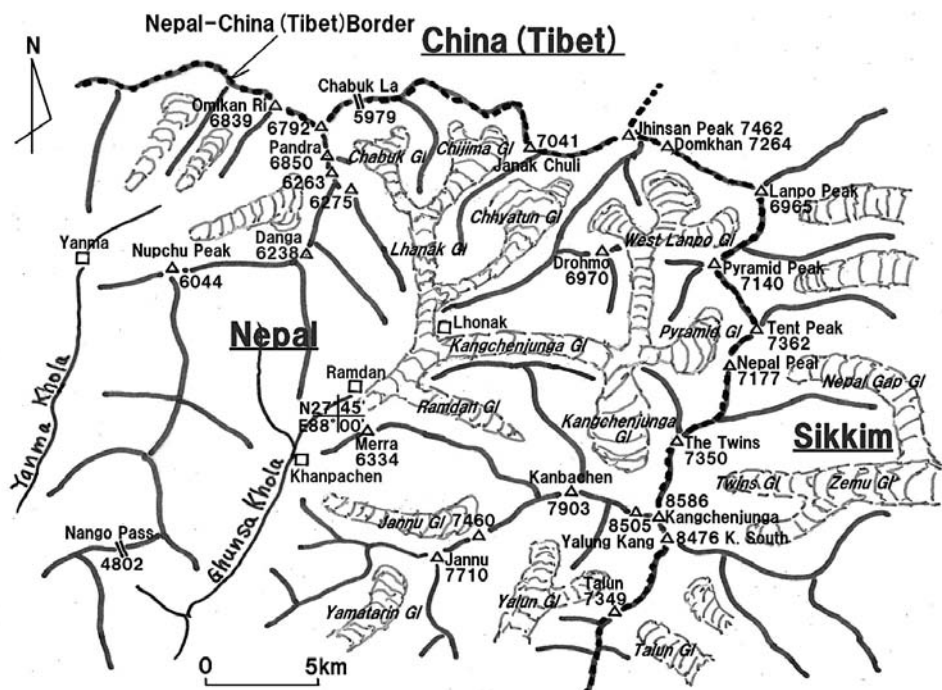 Nepal-China (Tibet) Border
China (Tibet)
N
Chabuk La
5979
Omikan Ri
6839
6792
Pandra
6850
6263
6275
Chabuk Gl
Chijima Gl
7041
Janak Chuli
Jhinsan Peak 7462
Domkhan
7264
Lanpo Peak
6965
Chhyatun Gl
Lhanak Gl
West Lanpo Gl
Yanma
Nupchu Peak
6044
Danga
6238
Drohmo
6970
Pyramid Peak
7140
Nepal
Lhonak
Kangchenjunga Gl
Pyramid Gl
Tent Peak
7362
Nepal Peal
7177
Nepal Gap Gl
Ramdan
N27°45'
E88°00'
Ramdan Gl
Merra
6334
Khanpachen
Kangchenjunga
Gl
The Twins
7350
Sikkim
Yanma Khola
Ghunsa Khola
Kanbachen
7903
Twins Gl
Zemu Gl
8586
Kangchenjunga
8505
Yalung Kang
8476 K. South
Jannu Gl
7460
Jannu
7710
Nango Pass
4802
Yamatarin Gl
Yalun Gl
Talun
7349
Talun Gl
0
5km